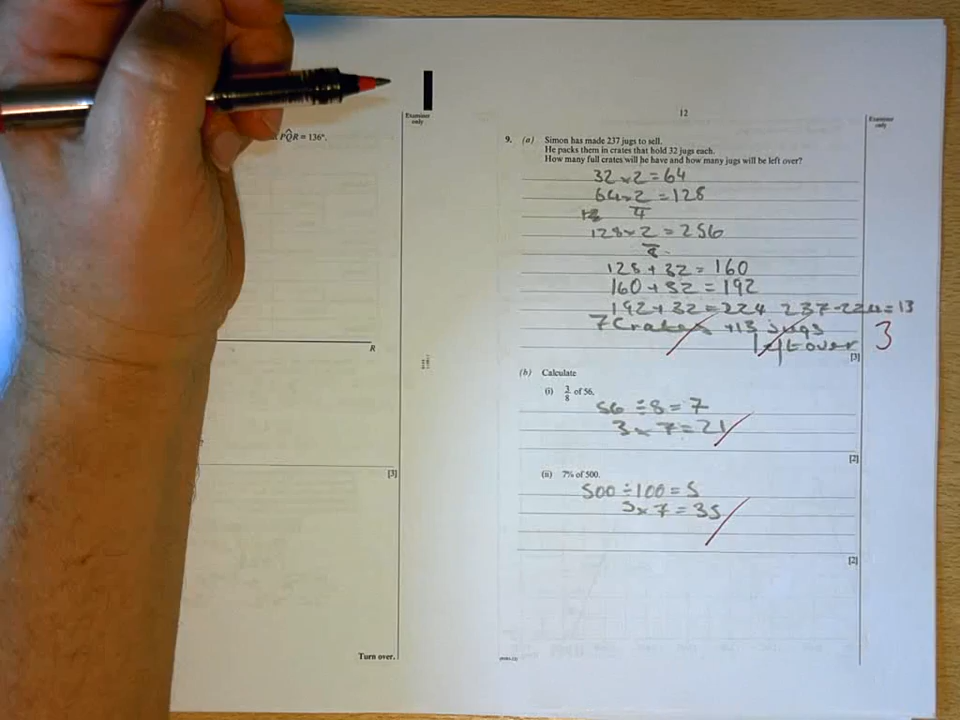 Examiner
only
PQ̂R = 136°.
R
[3]
Turn over.
12
Examiner
only
9. (a) Simon has made 237 jugs to sell.
He packs them in crates that hold 32 jugs each.
How many full crates will he have and how many jugs will be left over?
32 × 2 = 64
64 × 2 = 128
4
128 × 2 = 256
8
128 + 32 = 160
160 + 32 = 192
192 + 32 = 224 237 - 224 = 13
7 Crates + 13 jugs
left over 3
[3]
(b) Calculate
(i) 3/8 of 56,
56 ÷ 8 = 7
3 × 7 = 21
[2]
(ii) 7% of 500.
500 ÷ 100 = 5
5 × 7 = 35
[2]